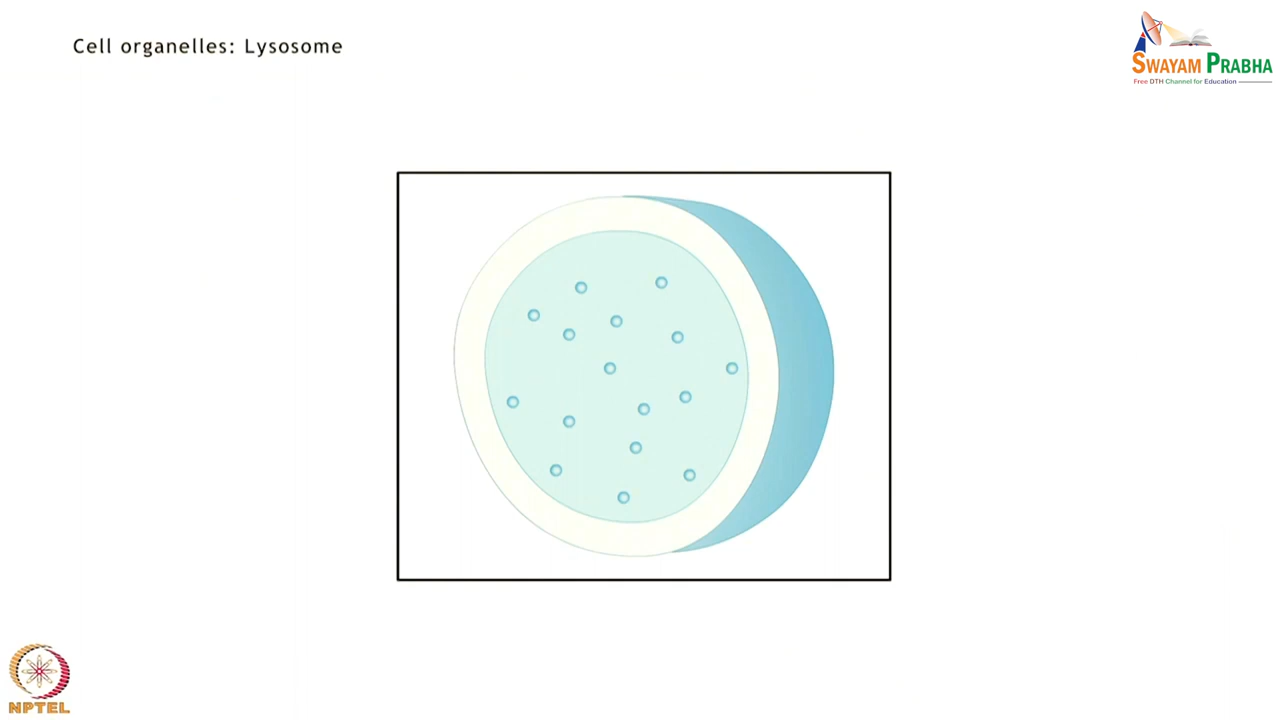 Cell organelles: Lysosome
SWAYAM PRABHA
Free DTH Channel for Education
NPTEL